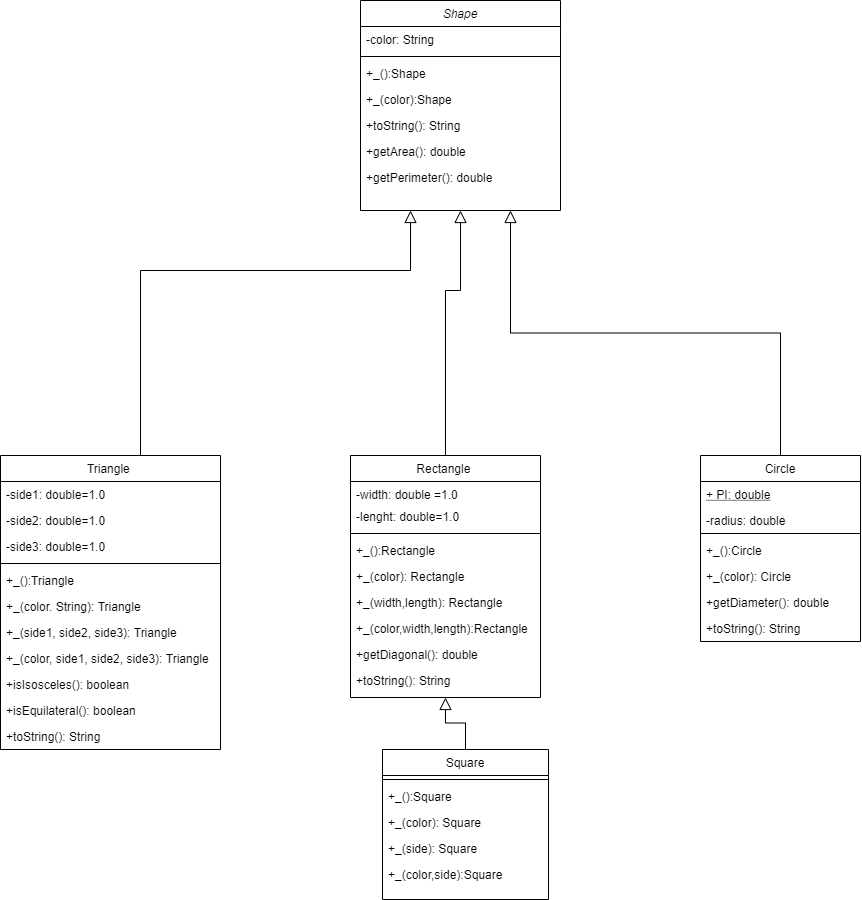 Shape
-color: String
+_():Shape
+_(color):Shape
+toString(): String
+getArea(): double
+getPerimeter(): double
Triangle
-side1: double=1.0
-side2: double=1.0
-side3: double=1.0
+_():Triangle
+_(color. String): Triangle
+_(side1, side2, side3): Triangle
+_(color, side1, side2, side3): Triangle
+isIsosceles(): boolean
+isEquilateral(): boolean
+toString(): String
Rectangle
-width: double =1.0
-lenght: double=1.0
+_():Rectangle
+_(color): Rectangle
+_(width,length): Rectangle
+_(color,width,length):Rectangle
+getDiagonal(): double
+toString(): String
Circle
+ PI: double
-radius: double
+_():Circle
+_(color): Circle
+getDiameter(): double
+toString(): String
Square
+_():Square
+_(color): Square
+_(side): Square
+_(color,side):Square